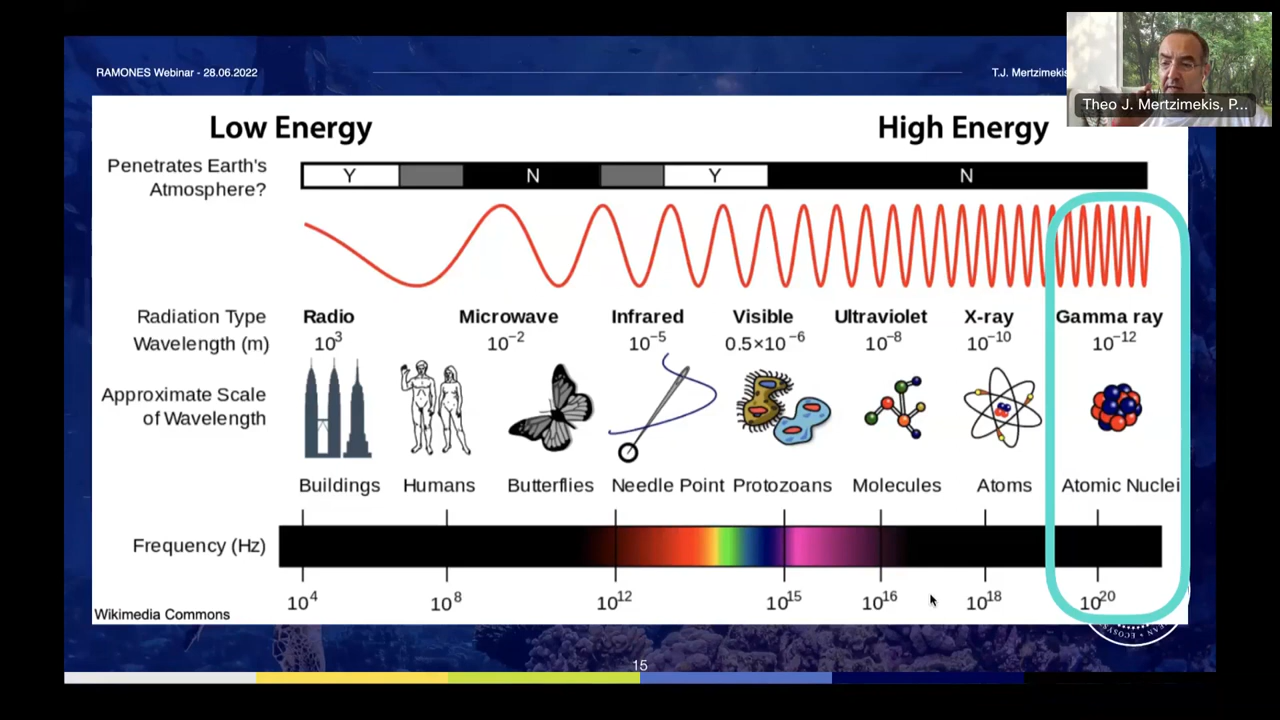 RAMONES Webinar - 28.06.2022
T.J. Mertzimekis
Theo J. Mertzimekis, P...
Low Energy High Energy
Penetrates Earth's
Atmosphere?
Y N Y N
Radiation Type Radio Microwave Infrared Visible Ultraviolet X-ray Gamma ray
Wavelength (m) 10³ 10⁻² 10⁻⁵ 0.5×10⁻⁶ 10⁻⁸ 10⁻¹⁰ 10⁻¹²
Approximate Scale
of Wavelength
Buildings Humans Butterflies Needle Point Protozoans Molecules Atoms Atomic Nuclei
Frequency (Hz)
10⁴ 10⁸ 10¹² 10¹⁵ 10¹⁶ 10¹⁸ 10²⁰
Wikimedia Commons
15